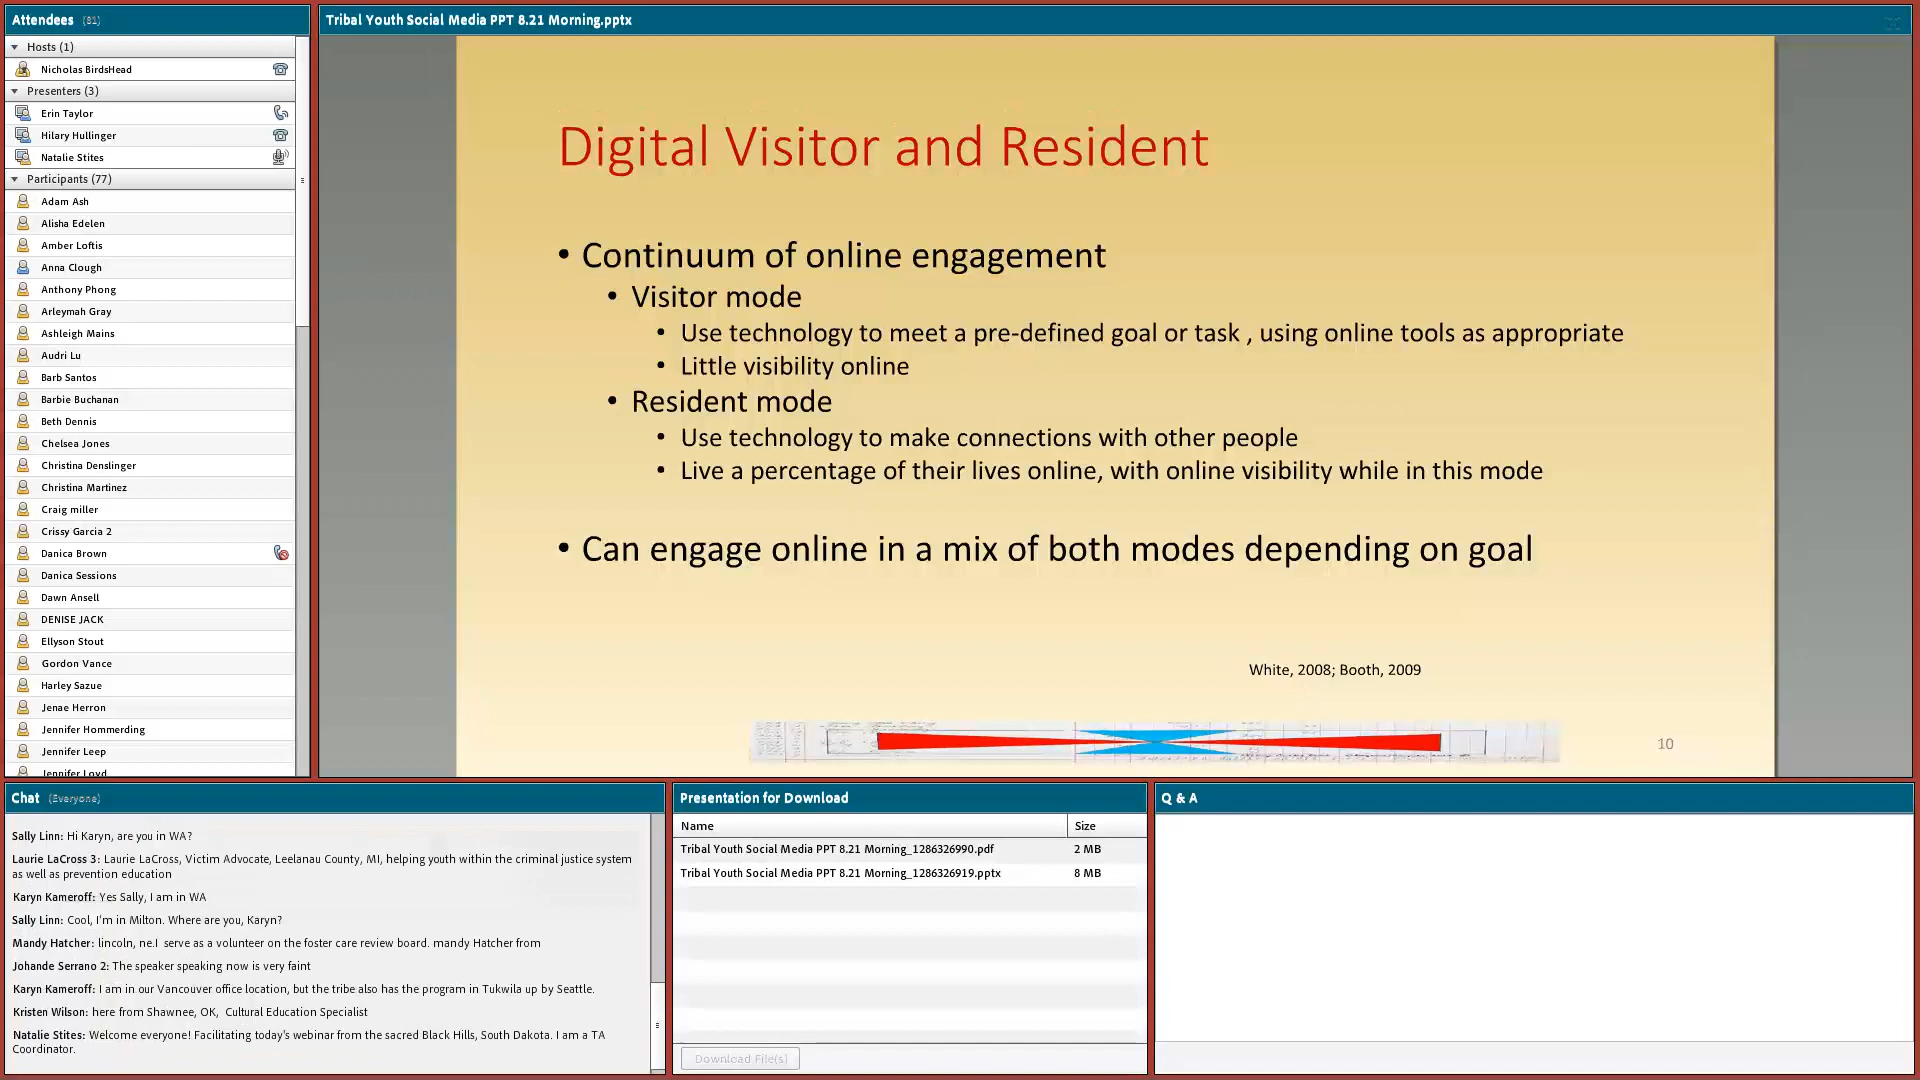 Attendees (81)
Hosts (1)
Nicholas BirdsHead
Presenters (3)
Erin Taylor
Hilary Hullinger
Natalie Stites
Participants (77)
Adam Ash
Alisha Edelen
Amber Loftis
Anna Clough
Anthony Phong
Arleymah Gray
Ashleigh Mains
Audri Lu
Barb Santos
Barbie Buchanan
Beth Dennis
Chelsea Jones
Christina Denslinger
Christina Martinez
Craig miller
Crissy Garcia 2
Danica Brown
Danica Sessions
Dawn Ansell
DENISE JACK
Ellyson Stout
Gordon Vance
Harley Sazue
Jenae Herron
Jennifer Hommerding
Jennifer Leep
Jennifer Loyd
Tribal Youth Social Media PPT 8.21 Morning.pptx
Digital Visitor and Resident
• Continuum of online engagement
• Visitor mode
• Use technology to meet a pre-defined goal or task , using online tools as appropriate
• Little visibility online
• Resident mode
• Use technology to make connections with other people
• Live a percentage of their lives online, with online visibility while in this mode
• Can engage online in a mix of both modes depending on goal
White, 2008; Booth, 2009
10
Chat (Everyone)
Sally Linn: Hi Karyn, are you in WA?
Laurie LaCross 3: Laurie LaCross, Victim Advocate, Leelanau County, MI, helping youth within the criminal justice system
as well as prevention education
Karyn Kameroff: Yes Sally, I am in WA
Sally Linn: Cool, I'm in Milton. Where are you, Karyn?
Mandy Hatcher: lincoln, ne.I serve as a volunteer on the foster care review board. mandy Hatcher from
Johande Serrano 2: The speaker speaking now is very faint
Karyn Kameroff: I am in our Vancouver office location, but the tribe also has the program in Tukwila up by Seattle.
Kristen Wilson: here from Shawnee, OK, Cultural Education Specialist
Natalie Stites: Welcome everyone! Facilitating today's webinar from the sacred Black Hills, South Dakota. I am a TA
Coordinator.
Presentation for Download
Name Size
Tribal Youth Social Media PPT 8.21 Morning_1286326990.pdf 2 MB
Tribal Youth Social Media PPT 8.21 Morning_1286326919.pptx 8 MB
Download File(s)
Q & A